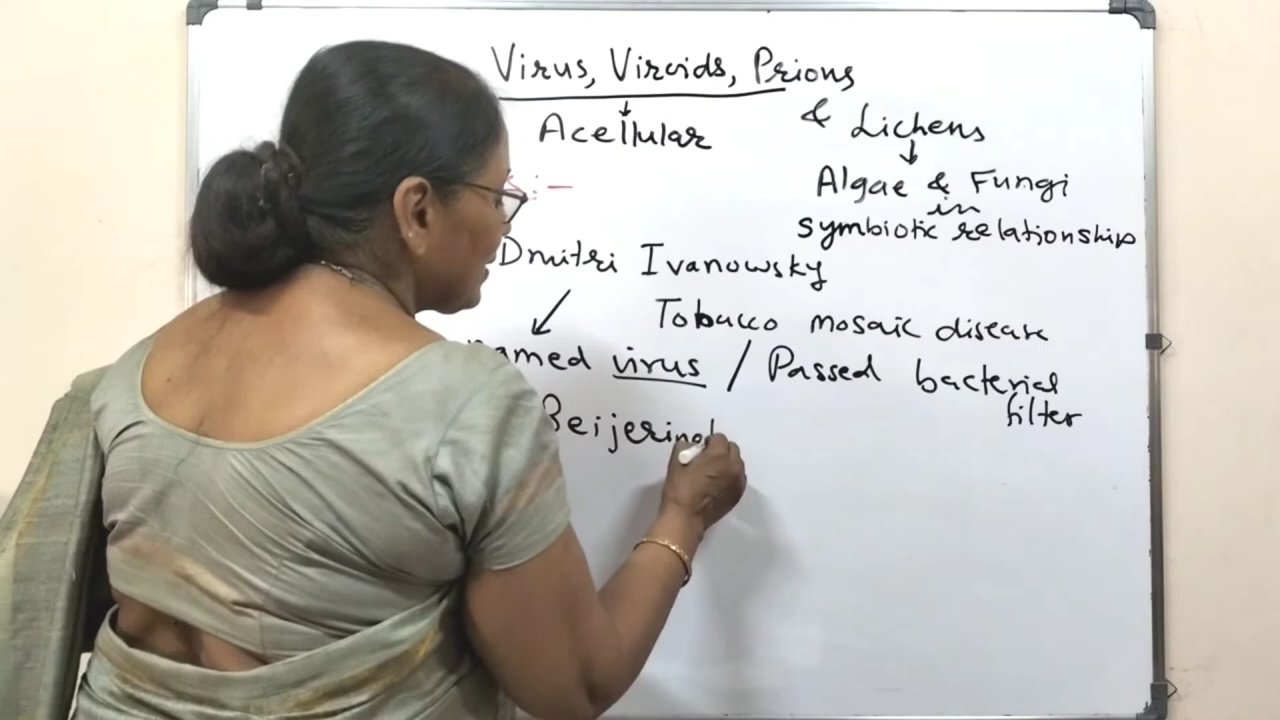 Virus, Viroids, Prions
& Lichens
Acellular
Algae & Fungi
in
symbiotic relationship
Dmitri Ivanowsky
Tobacco mosaic disease
named virus / Passed bacterial
filter
Beijerinck